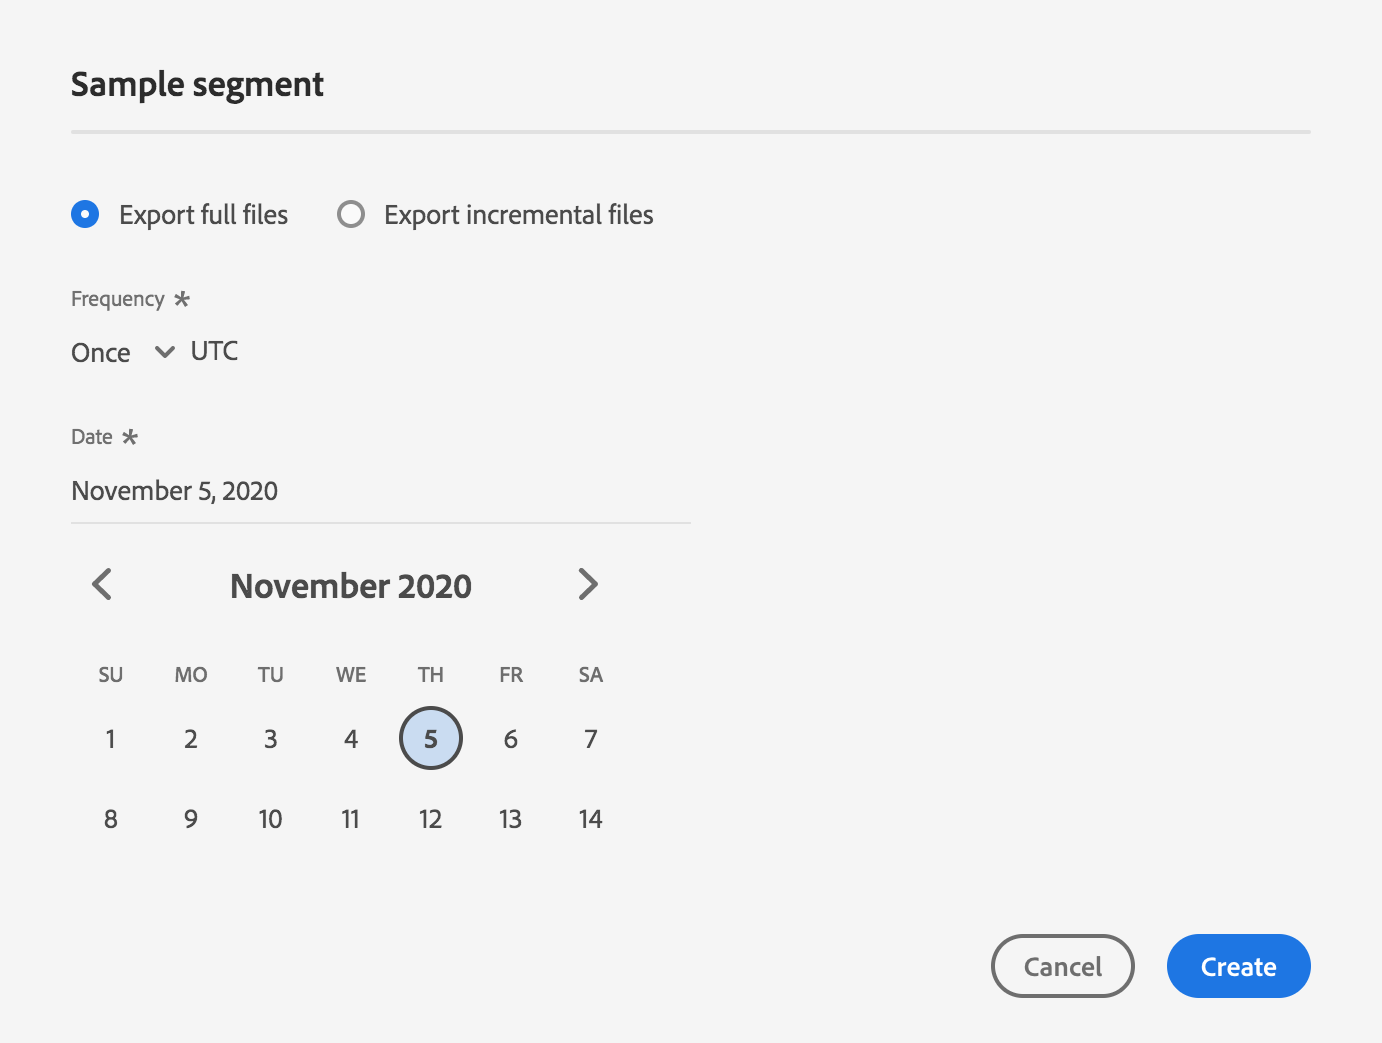 Sample segment
Export full files Export incremental files
Frequency *
Once UTC
Date *
November 5, 2020
November 2020
SU MO TU WE TH FR SA
1 2 3 4 5 6 7
8 9 10 11 12 13 14
Cancel Create